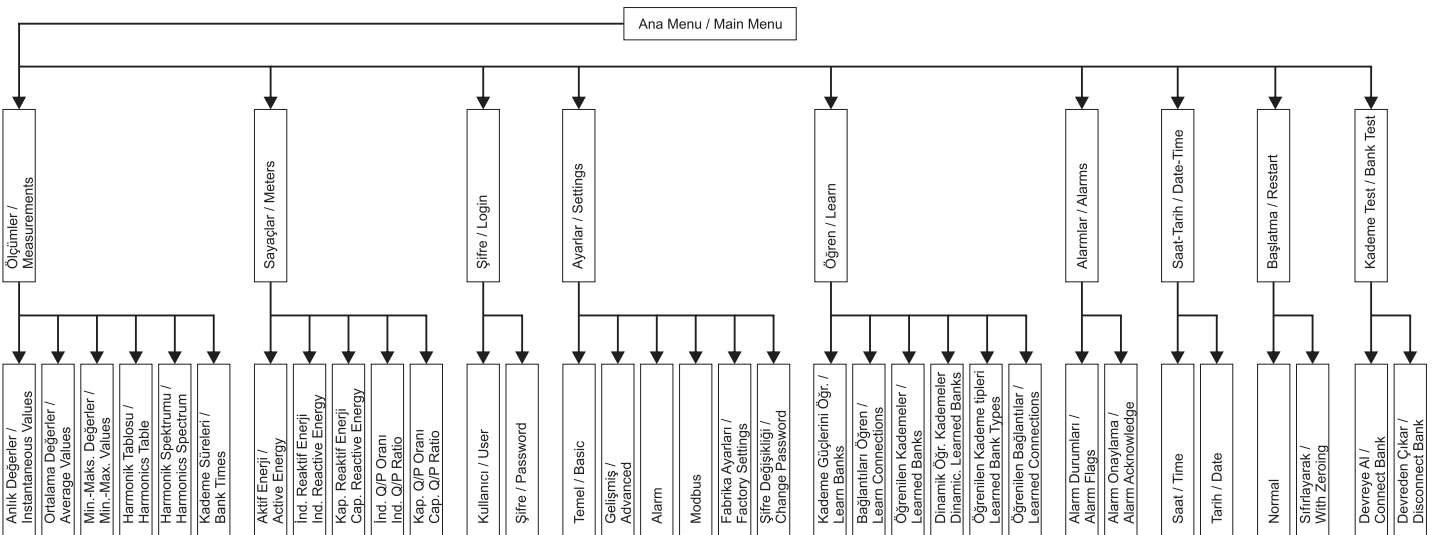 Ana Menu / Main Menu
Ölçümler /
Measurements
Sayaçlar / Meters
Şifre / Login
Ayarlar / Settings
Öğren / Learn
Alarmlar / Alarms
Saat-Tarih / Date-Time
Başlatma / Restart
Kademe Test / Bank Test
Anlık Değerler /
Instantaneous Values
Ortalama Değerler /
Average Values
Min.-Maks. Değerler /
Min.-Max. Values
Harmonik Tablosu /
Harmonics Table
Harmonik Spektrumu /
Harmonics Spectrum
Kademe Süreleri /
Bank Times
Aktif Enerji /
Active Energy
İnd. Reaktif Enerji
Ind. Reactive Energy
Kap. Reaktif Enerji
Cap. Reactive Energy
İnd. Q/P Oranı
Ind. Q/P Ratio
Kap. Q/P Oranı
Cap. Q/P Ratio
Kullanıcı / User
Şifre / Password
Temel / Basic
Gelişmiş /
Advanced
Alarm
Modbus
Fabrika Ayarları /
Factory Settings
Şifre Değişikliği /
Change Password
Kademe Güçlerini Öğr. /
Learn Banks
Bağlantıları Öğren /
Learn Connections
Öğrenilen Kademeler /
Learned Banks
Dinamik Öğr. Kademeler
Dinamic. Learned Banks
Öğrenilen Kademe tipleri
Learned Bank Types
Öğrenilen Bağlantılar /
Learned Connections
Alarm Durumları /
Alarm Flags
Alarm Onaylama /
Alarm Acknowledge
Saat / Time
Tarih / Date
Normal
Sıfırlayarak /
With Zeroing
Devreye Al /
Connect Bank
Devreden Çıkar /
Disconnect Bank